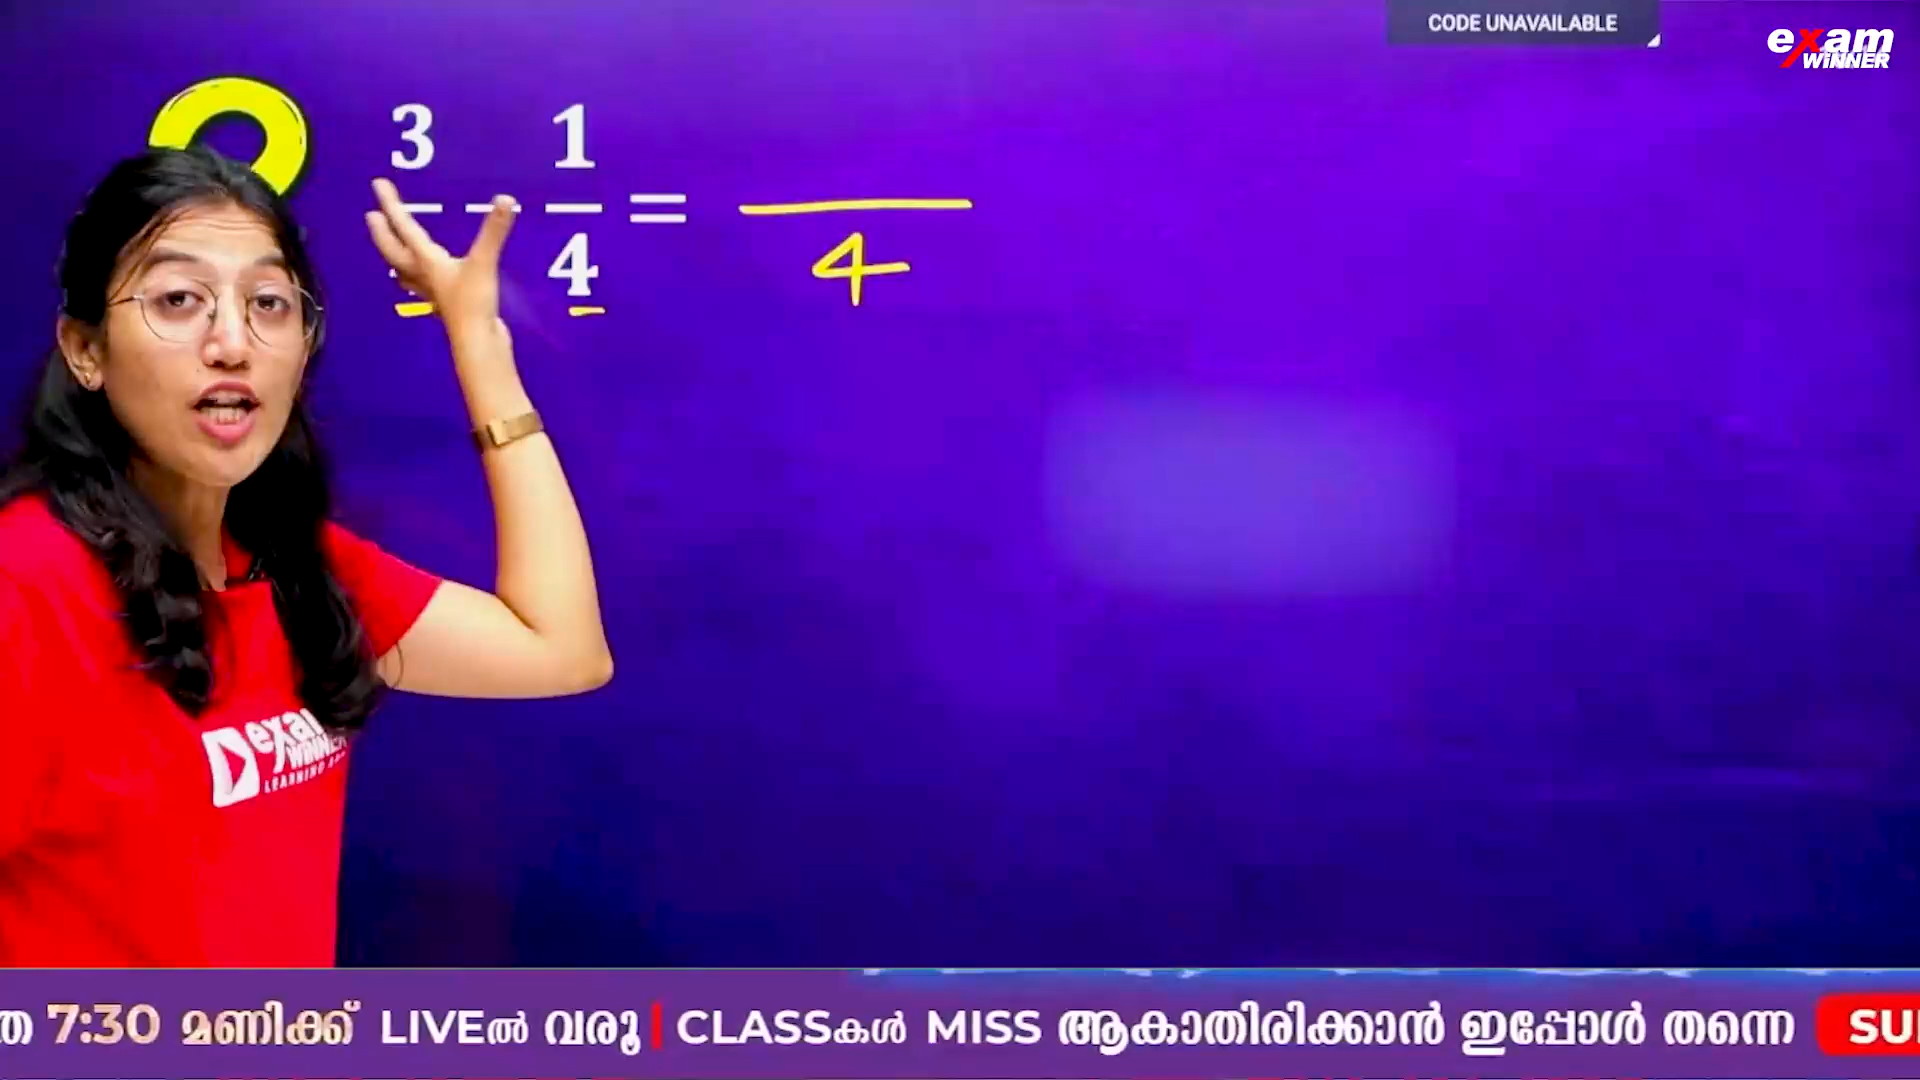 CODE UNAVAILABLE
exam
WINNER
3 1
— — — = —
4 4
exam
WINNER
LEARNING
7:30 മണിക്ക് LIVEൽ വരൂ | CLASSകൾ MISS ആകാതിരിക്കാൻ ഇപ്പോൾ തന്നെ